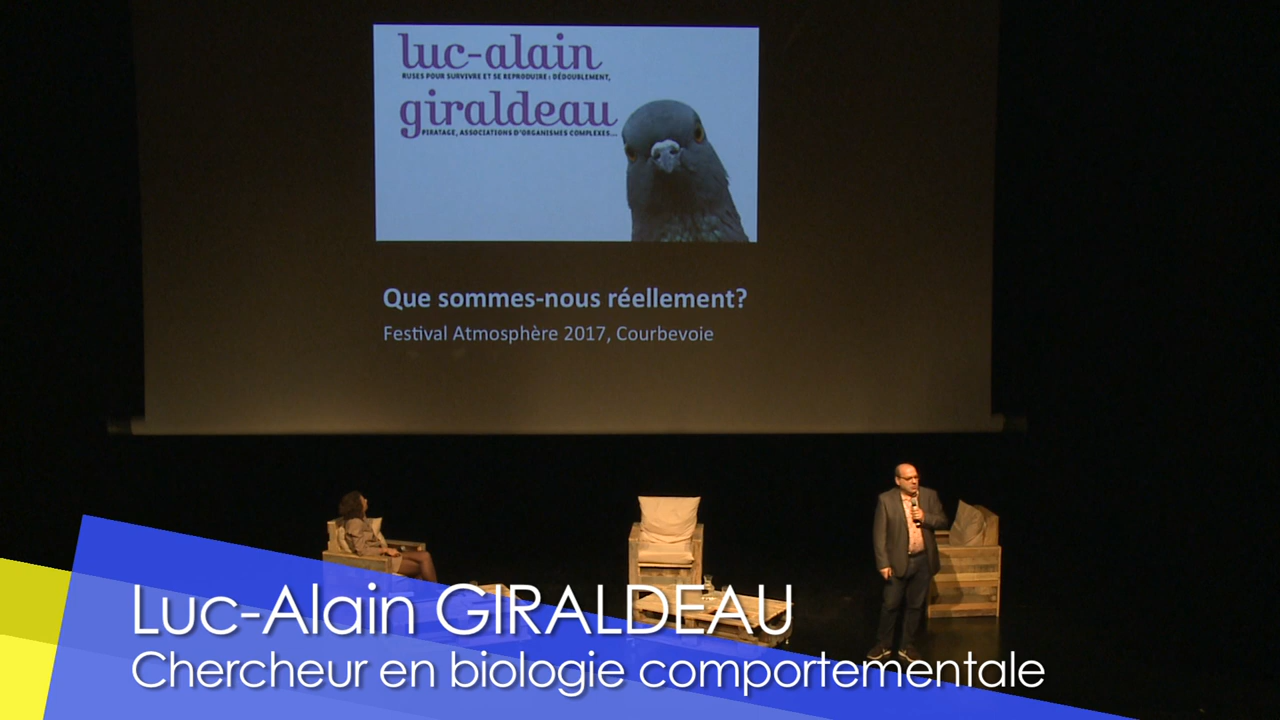 luc-alain
RUSES POUR SURVIVRE ET SE REPRODUIRE : DÉDOUBLEMENT,
giraldeau
PIRATAGE, ASSOCIATIONS D'ORGANISMES COMPLEXES...
Que sommes-nous réellement?
Festival Atmosphère 2017, Courbevoie
Luc-Alain GIRALDEAU
Chercheur en biologie comportementale